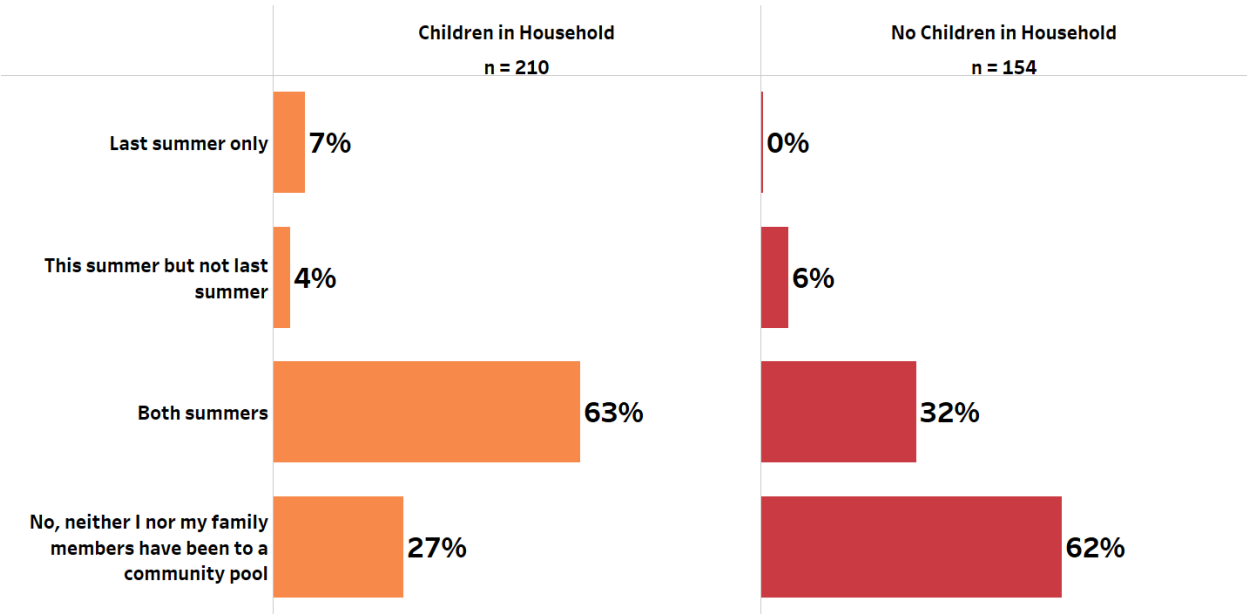 Children in Household
n = 210
No Children in Household
n = 154
Last summer only
7%
0%
This summer but not last
summer
4%
6%
Both summers
63%
32%
No, neither I nor my family
members have been to a
community pool
27%
62%